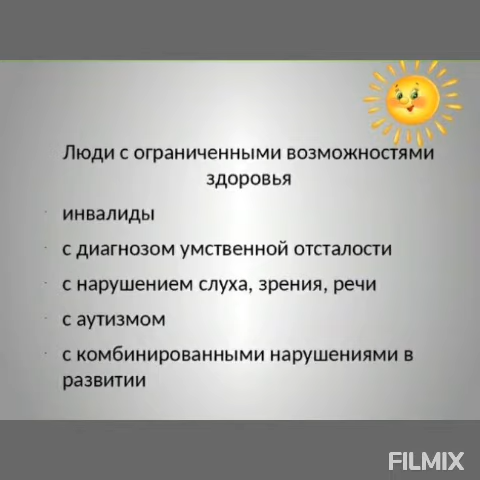 Люди с ограниченными возможностями
здоровья
инвалиды
с диагнозом умственной отсталости
с нарушением слуха, зрения, речи
с аутизмом
с комбинированными нарушениями в
развитии
FILMIX